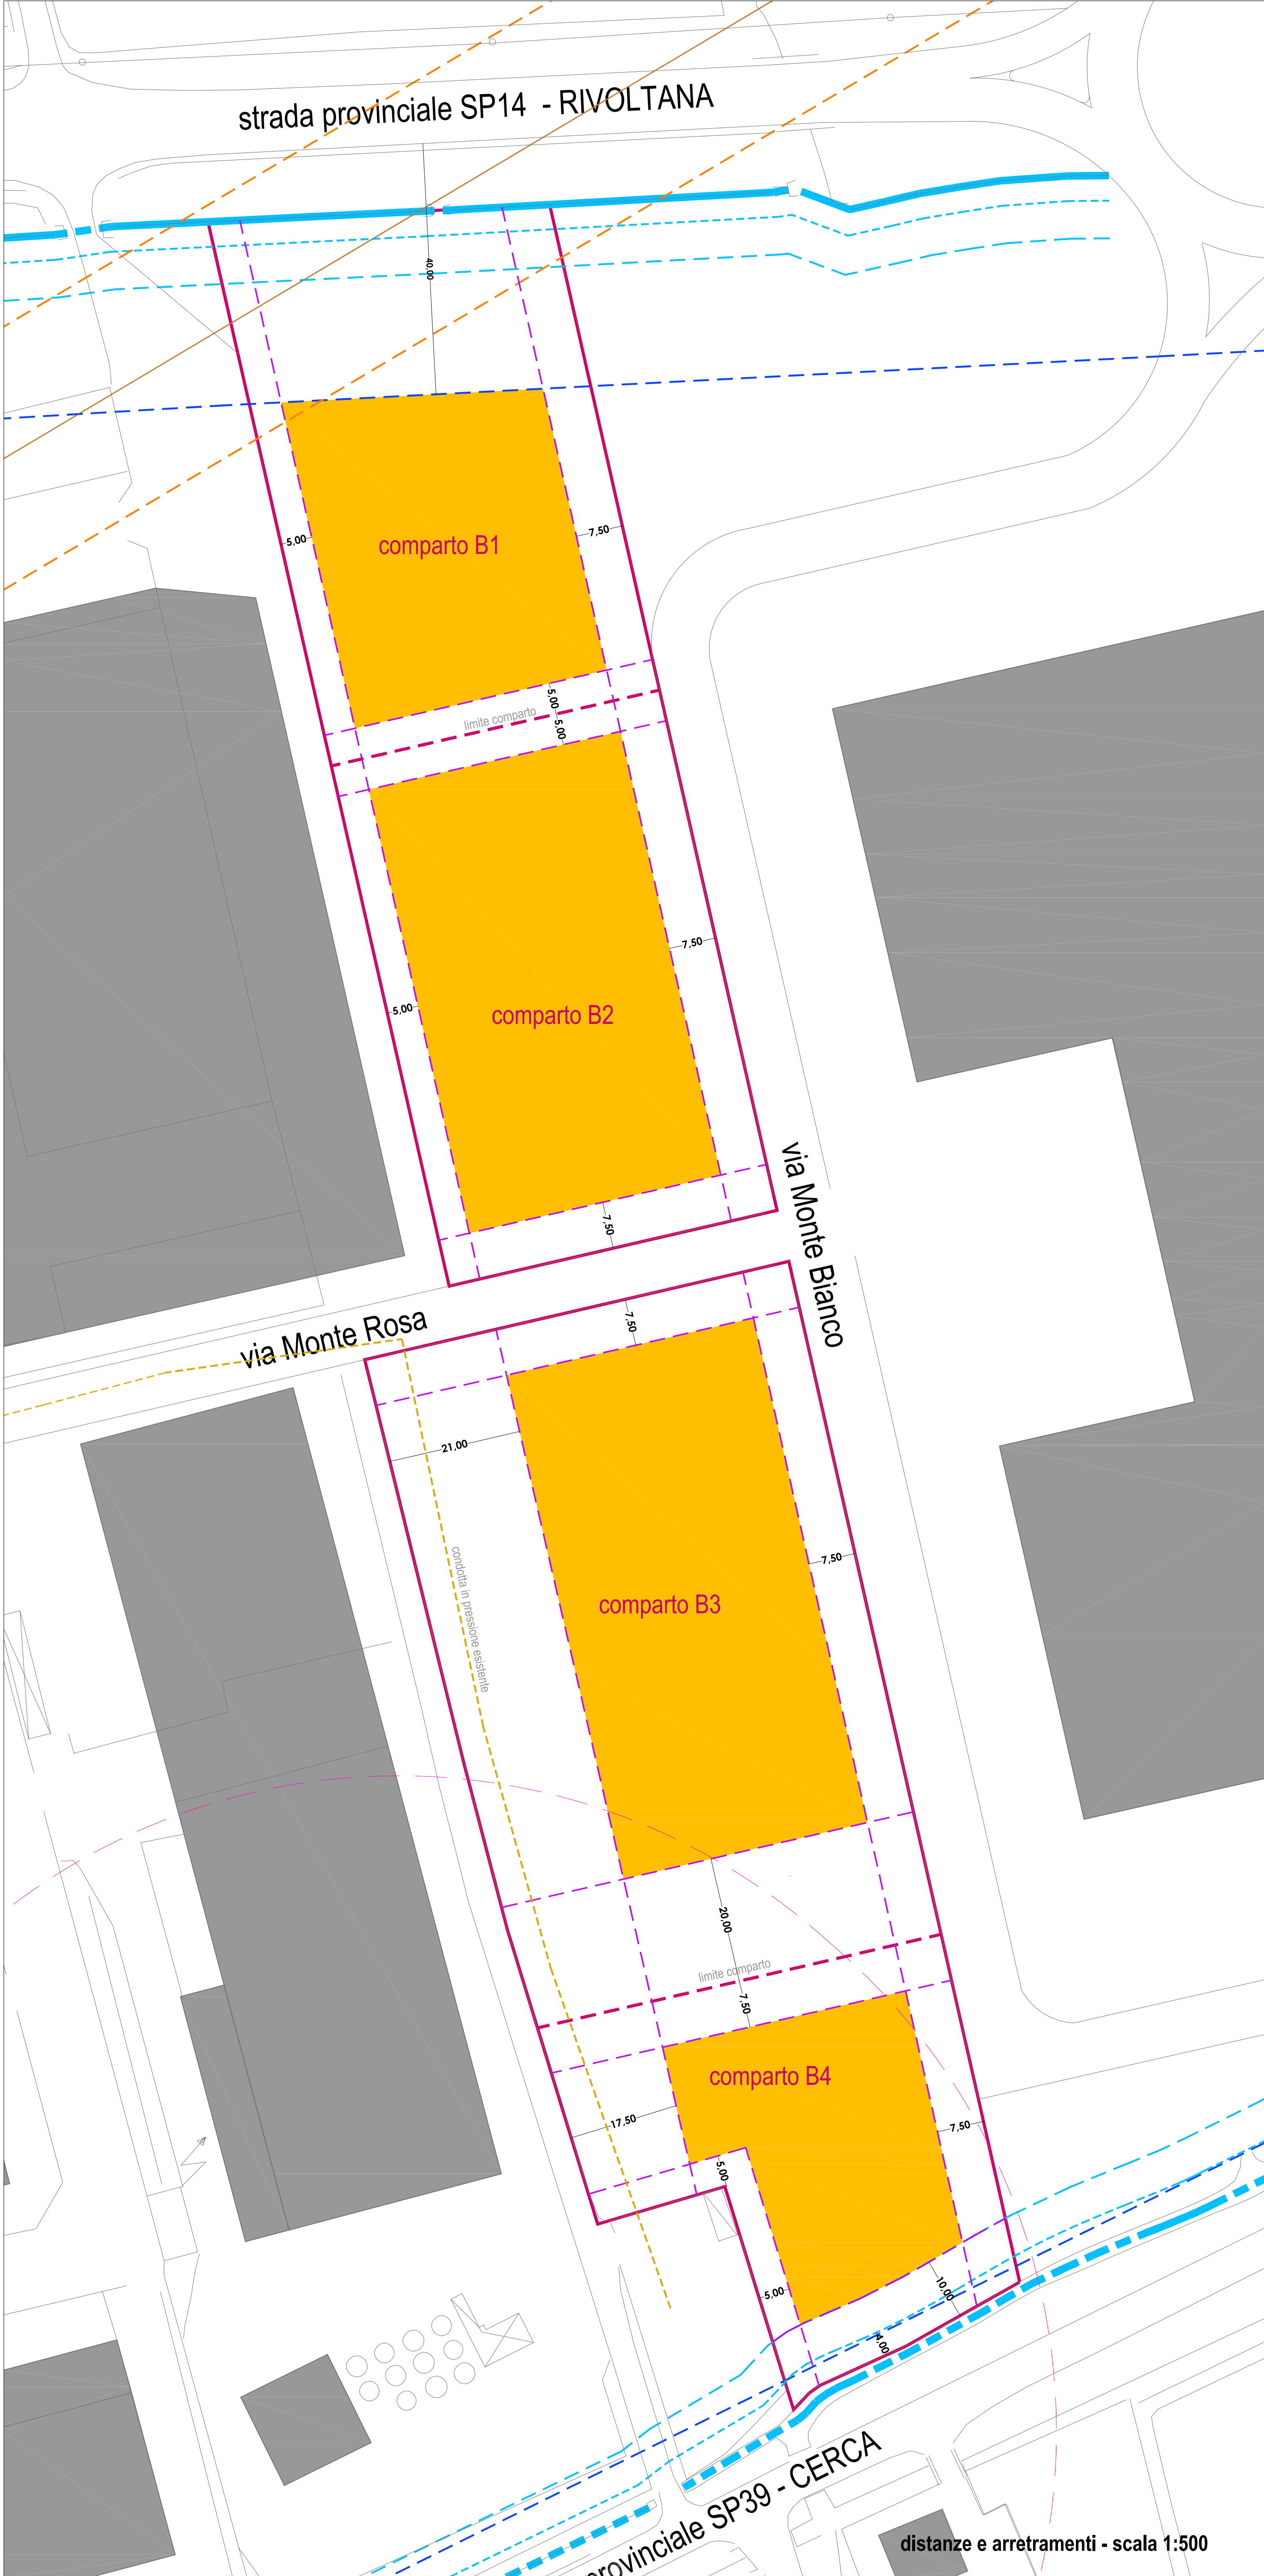 strada provinciale SP14 - RIVOLTANA
40.00
comparto B1
5,00
7,50
5,00
limite comparto
5,00
7,50
5,00
comparto B2
via Monte Bianco
7,50
via Monte Rosa
7,50
21,00
condotta in pressione esistente
7,50
comparto B3
20,00
limite comparto
7,50
comparto B4
17,50
7,50
5,00
5,00
10,00
4,00
provinciale SP39 - CERCA
distanze e arretramenti - scala 1:500